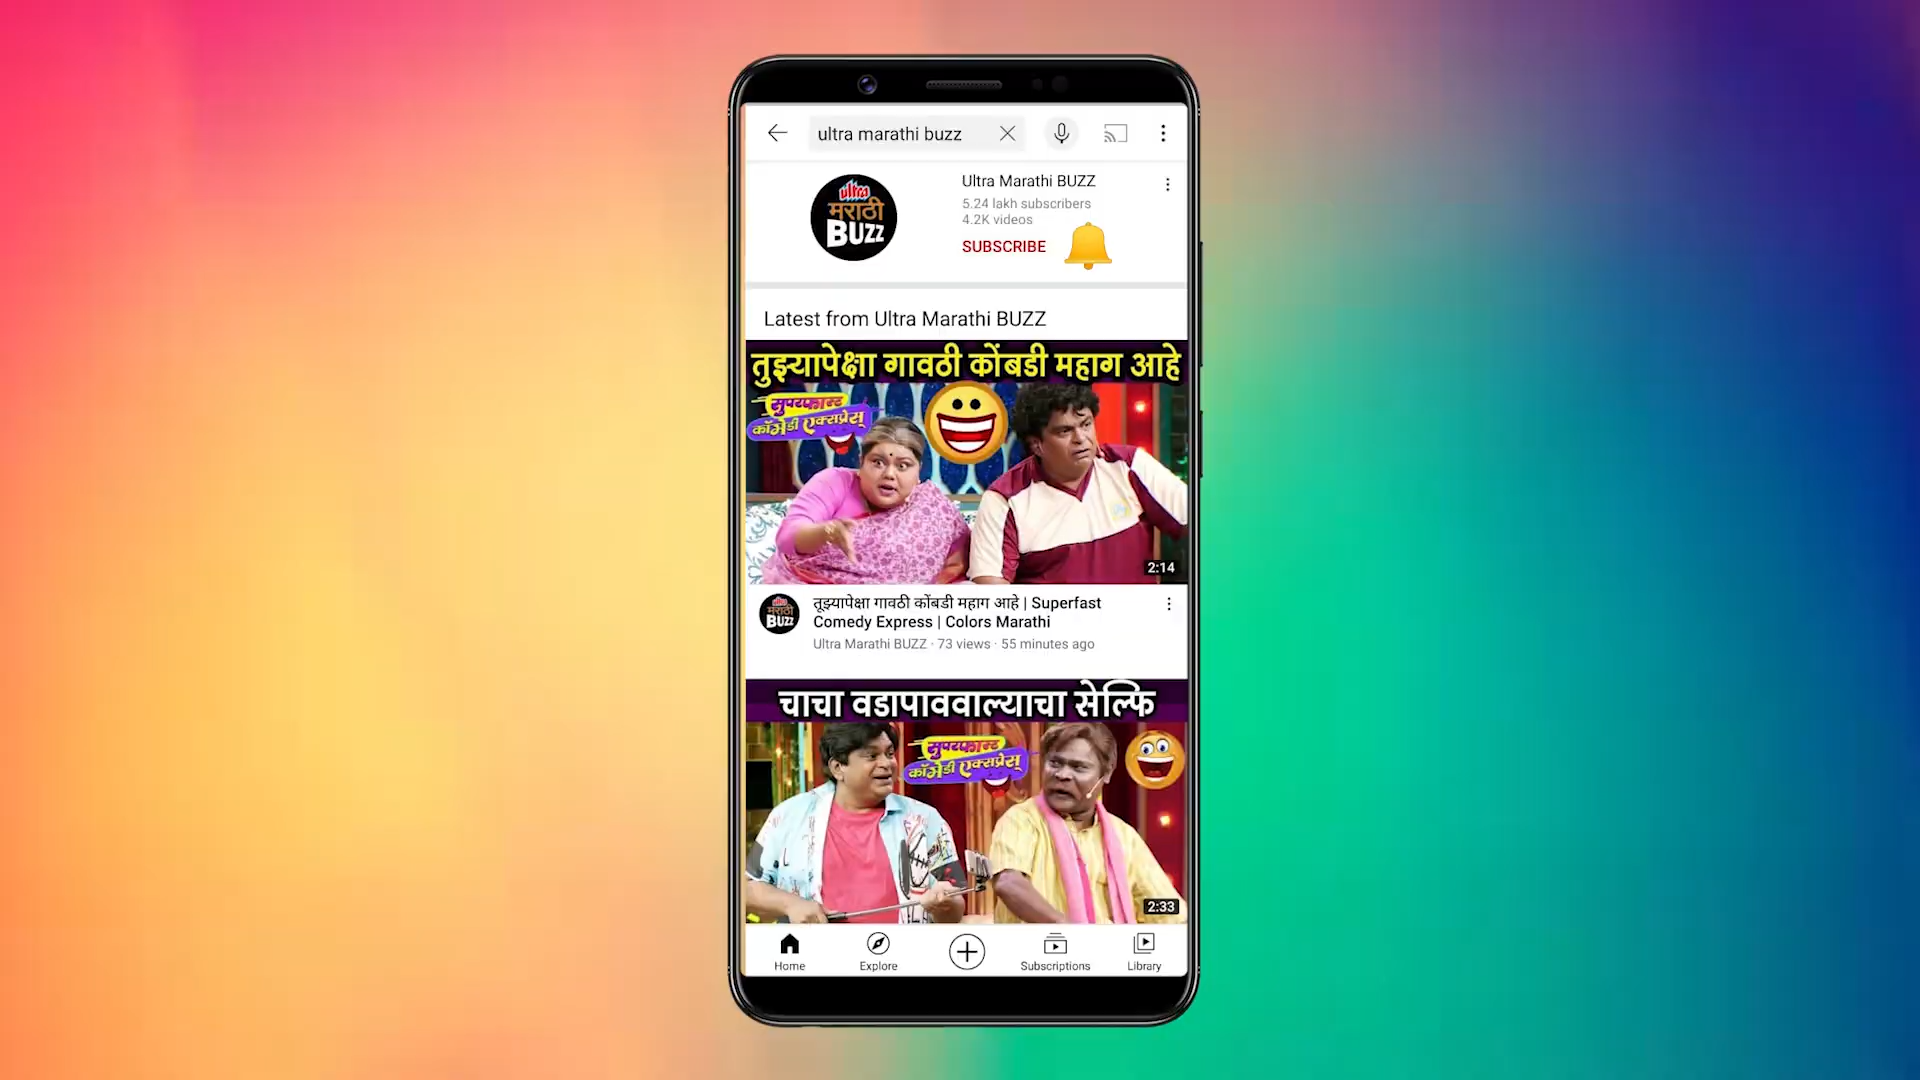 ultra marathi buzz
ultra
मराठी
BUZZ
Ultra Marathi BUZZ
5.24 lakh subscribers
4.2K videos
SUBSCRIBE
Latest from Ultra Marathi BUZZ
तुझ्यापेक्षा गावठी कोंबडी महाग आहे
सुपरफास्ट
कॉमेडी एक्सप्रेस्
2:14
ultra
मराठी
BUZZ
तूझ्यापेक्षा गावठी कोंबडी महाग आहे | Superfast
Comedy Express | Colors Marathi
Ultra Marathi BUZZ · 73 views · 55 minutes ago
चाचा वडापाववाल्याचा सेल्फि
सुपरफास्ट
कॉमेडी एक्सप्रेस्
2:33
Home
Explore
Subscriptions
Library